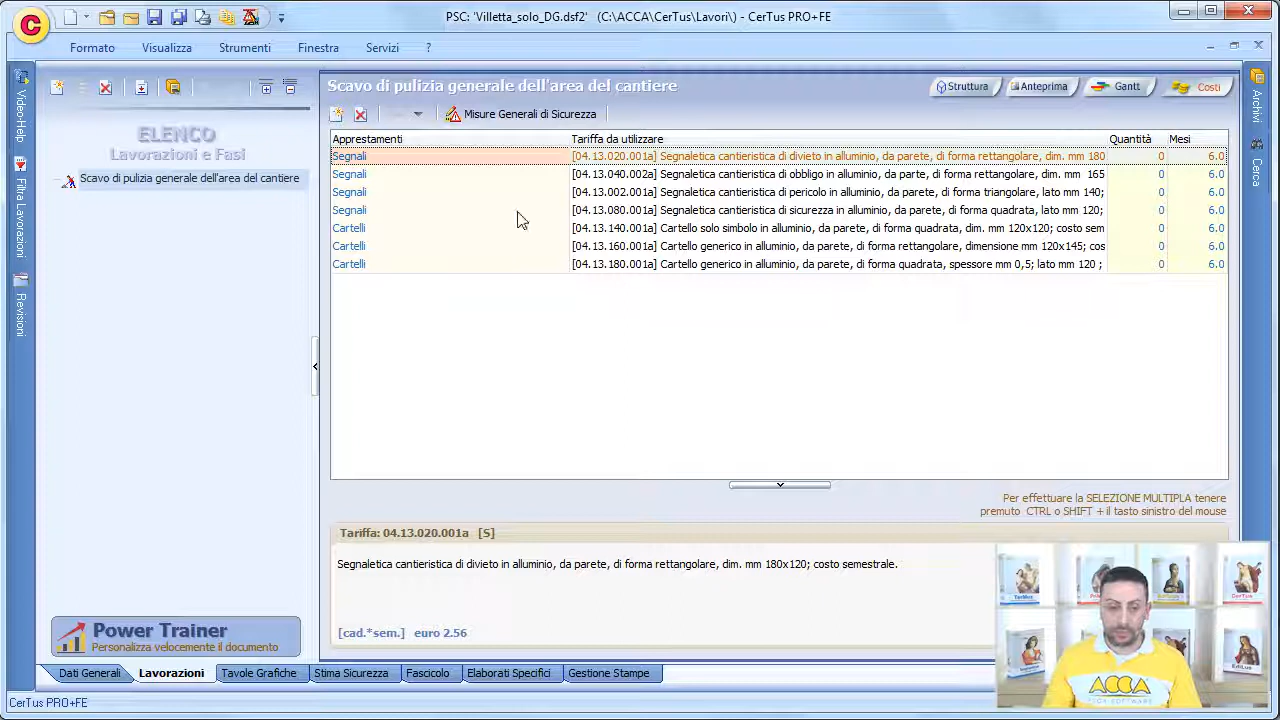 PSC: 'Villetta_solo_DG.dsf2'  (C:\ACCA\CerTus\Lavori\) - CerTus PRO+FE
Formato Visualizza Strumenti Finestra Servizi ?
Video-Help
Filtra Lavorazioni
Revisioni
ELENCO
Lavorazioni e Fasi
Scavo di pulizia generale dell'area del cantiere
Scavo di pulizia generale dell'area del cantiere
Struttura Anteprima Gantt Costi
Misure Generali di Sicurezza
Apprestamenti Tariffa da utilizzare Quantità Mesi
Segnali [04.13.020.001a] Segnaletica cantieristica di divieto in alluminio, da parete, di forma rettangolare, dim. mm 180 0 6.0
Segnali [04.13.040.002a] Segnaletica cantieristica di obbligo in alluminio, da parte, di forma rettangolare, dim. mm 165 0 6.0
Segnali [04.13.002.001a] Segnaletica cantieristica di pericolo in alluminio, da parete, di forma triangolare, lato mm 140; 0 6.0
Segnali [04.13.080.001a] Segnaletica cantieristica di sicurezza in alluminio, da parete, di forma quadrata, lato mm 120; 0 6.0
Cartelli [04.13.140.001a] Cartello solo simbolo in alluminio, da parete, di forma quadrata, dim. mm 120x120; costo sem 0 6.0
Cartelli [04.13.160.001a] Cartello generico in alluminio, da parete, di forma rettangolare, dimensione mm 120x145; cos 0 6.0
Cartelli [04.13.180.001a] Cartello generico in alluminio, da parete, di forma quadrata, spessore mm 0,5; lato mm 120 ; 0 6.0
Per effettuare la SELEZIONE MULTIPLA tenere
premuto CTRL o SHIFT + il tasto sinistro del mouse
Tariffa: 04.13.020.001a [S]
Segnaletica cantieristica di divieto in alluminio, da parete, di forma rettangolare, dim. mm 180x120; costo semestrale.
[cad.*sem.] euro 2.56
Power Trainer
Personalizza velocemente il documento
Dati Generali Lavorazioni Tavole Grafiche Stima Sicurezza Fascicolo Elaborati Specifici Gestione Stampe
CerTus PRO+FE
Archivi
Cerca
TerMus
CerTus
EdiLus
ACCA